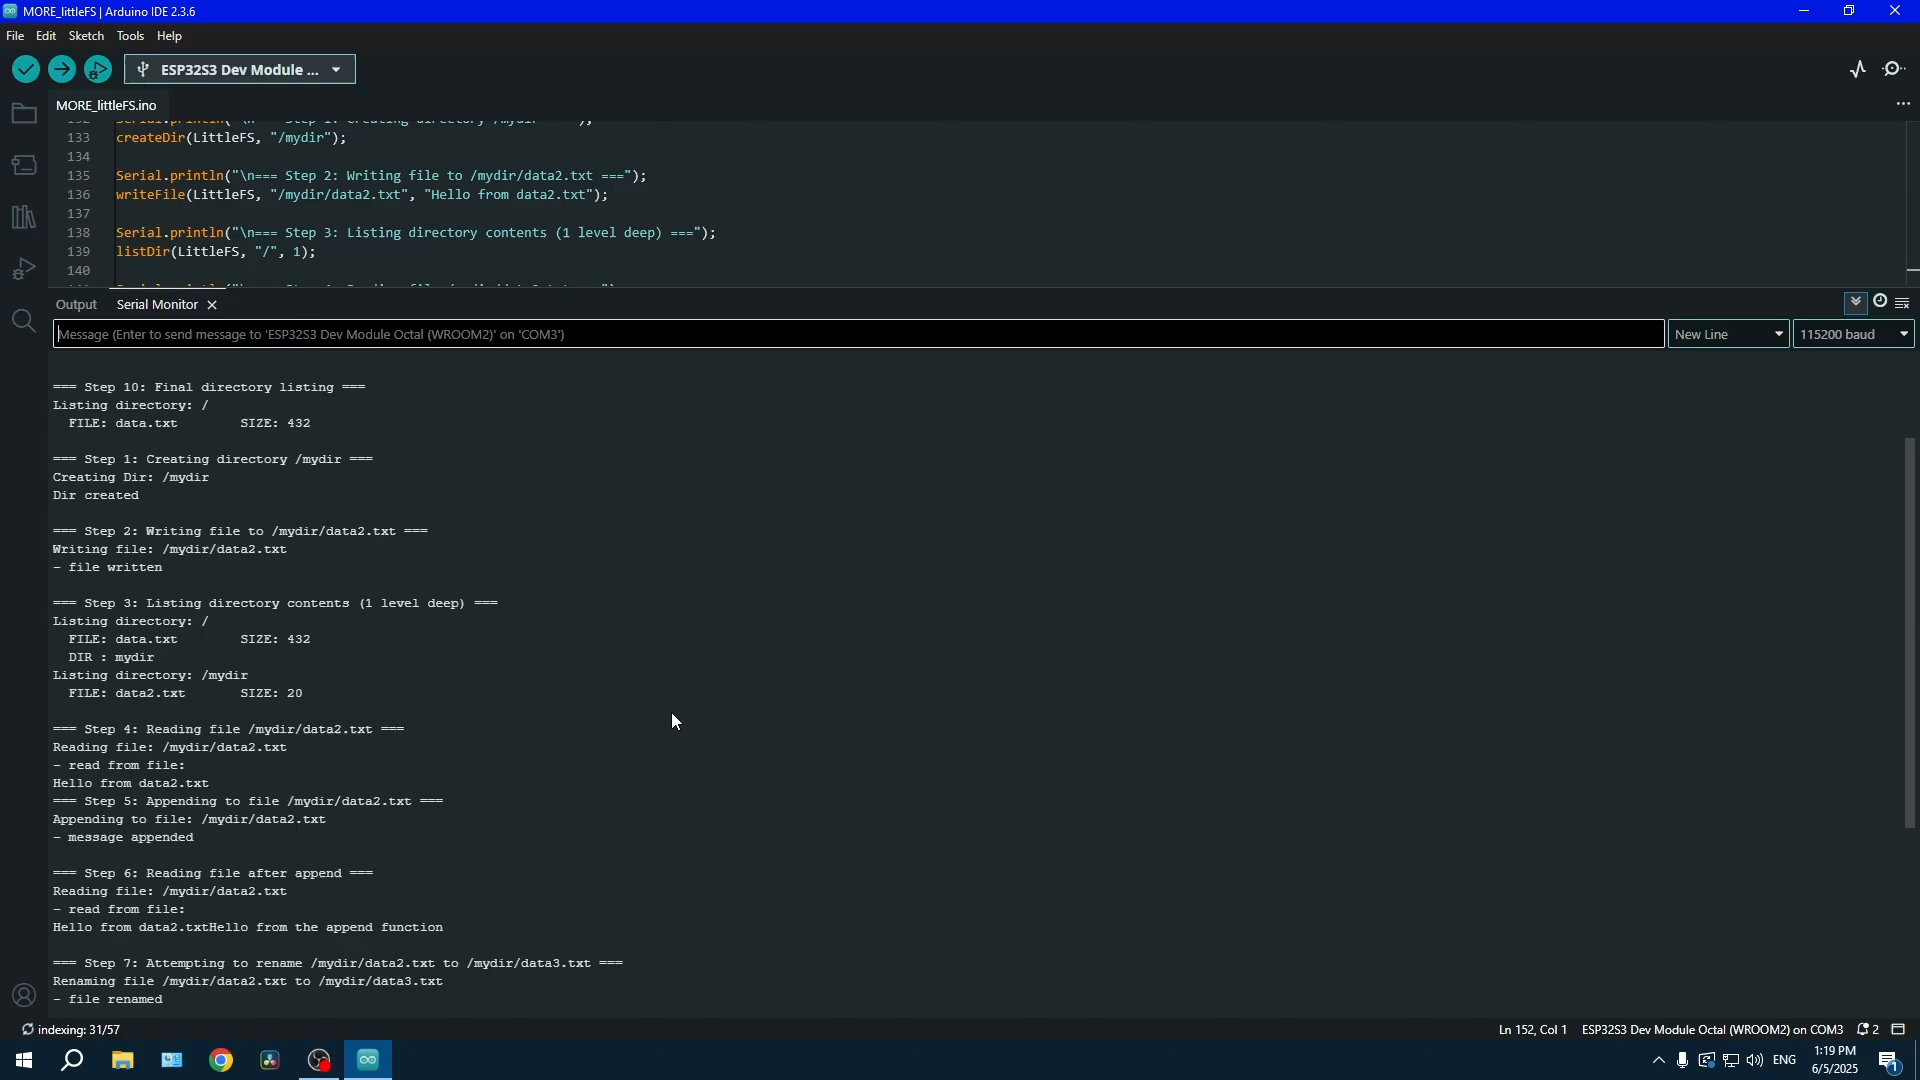 MORE_littleFS | Arduino IDE 2.3.6
File Edit Sketch Tools Help
ESP32S3 Dev Module ...
MORE_littleFS.ino
133 createDir(LittleFS, "/mydir");
134
135 Serial.println("\n=== Step 2: Writing file to /mydir/data2.txt ===");
136 writeFile(LittleFS, "/mydir/data2.txt", "Hello from data2.txt");
137
138 Serial.println("\n=== Step 3: Listing directory contents (1 level deep) ===");
139 listDir(LittleFS, "/", 1);
140
Output Serial Monitor
Message (Enter to send message to 'ESP32S3 Dev Module Octal (WROOM2)' on 'COM3') New Line 115200 baud
=== Step 10: Final directory listing ===
Listing directory: /
FILE: data.txt SIZE: 432
=== Step 1: Creating directory /mydir ===
Creating Dir: /mydir
Dir created
=== Step 2: Writing file to /mydir/data2.txt ===
Writing file: /mydir/data2.txt
- file written
=== Step 3: Listing directory contents (1 level deep) ===
Listing directory: /
FILE: data.txt SIZE: 432
DIR : mydir
Listing directory: /mydir
FILE: data2.txt SIZE: 20
=== Step 4: Reading file /mydir/data2.txt ===
Reading file: /mydir/data2.txt
- read from file:
Hello from data2.txt
=== Step 5: Appending to file /mydir/data2.txt ===
Appending to file: /mydir/data2.txt
- message appended
=== Step 6: Reading file after append ===
Reading file: /mydir/data2.txt
- read from file:
Hello from data2.txtHello from the append function
=== Step 7: Attempting to rename /mydir/data2.txt to /mydir/data3.txt ===
Renaming file /mydir/data2.txt to /mydir/data3.txt
- file renamed
indexing: 31/57 Ln 152, Col 1 ESP32S3 Dev Module Octal (WROOM2) on COM3 2
ENG 1:19 PM
6/5/2025 1